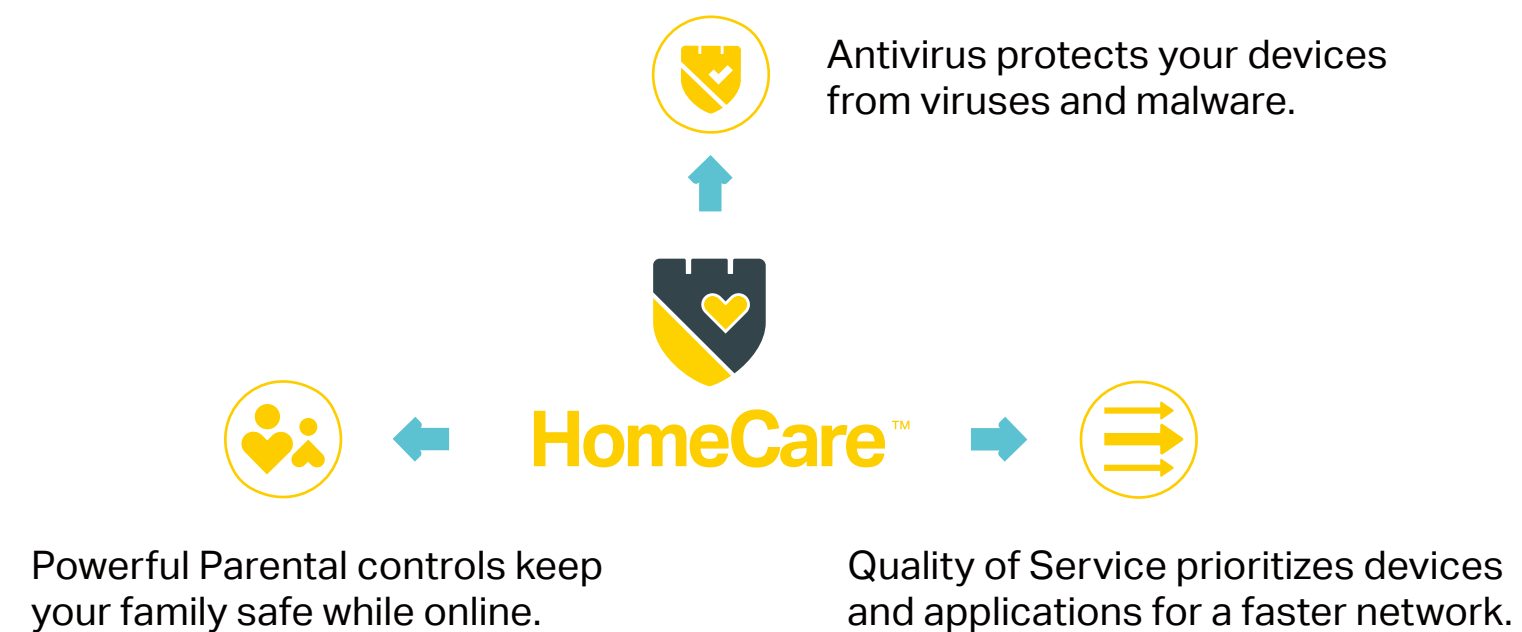 Antivirus protects your devices
from viruses and malware.
HomeCare™
Powerful Parental controls keep
your family safe while online.
Quality of Service prioritizes devices
and applications for a faster network.